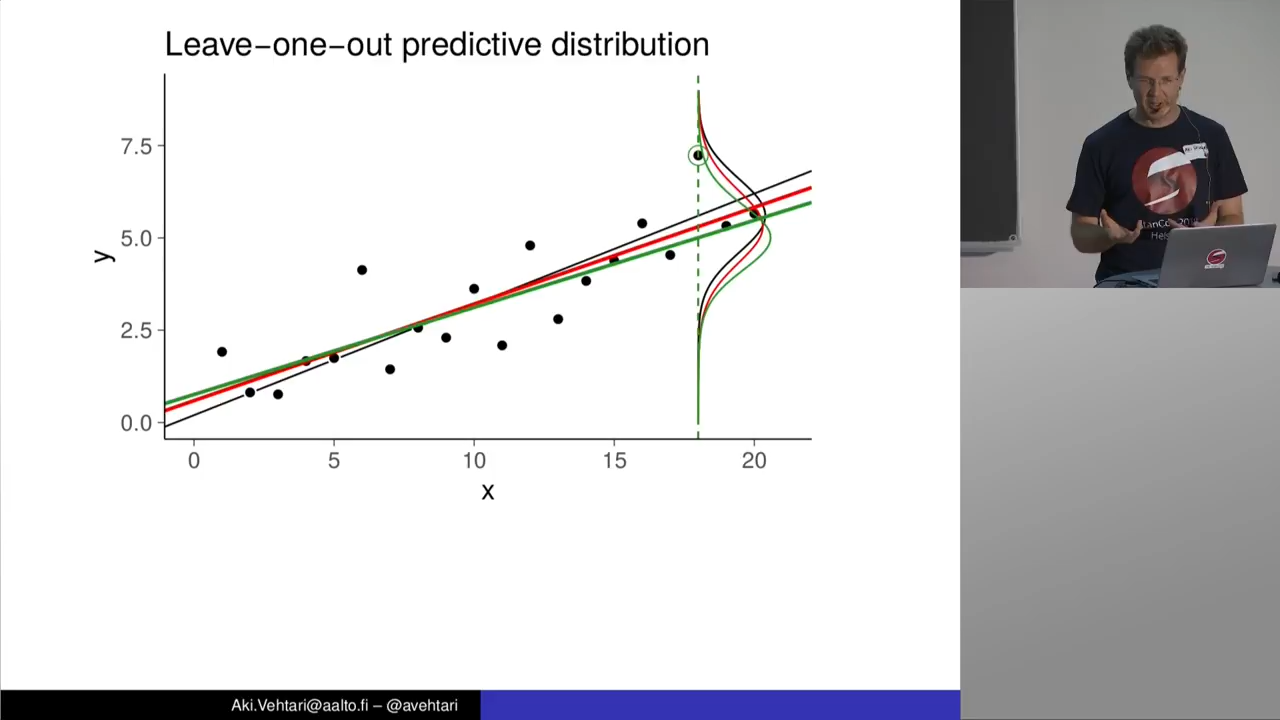 Leave−one−out predictive distribution
7.5
5.0
2.5
0.0
y
0 5 10 15 20
x
Aki.Vehtari@aalto.fi – @avehtari